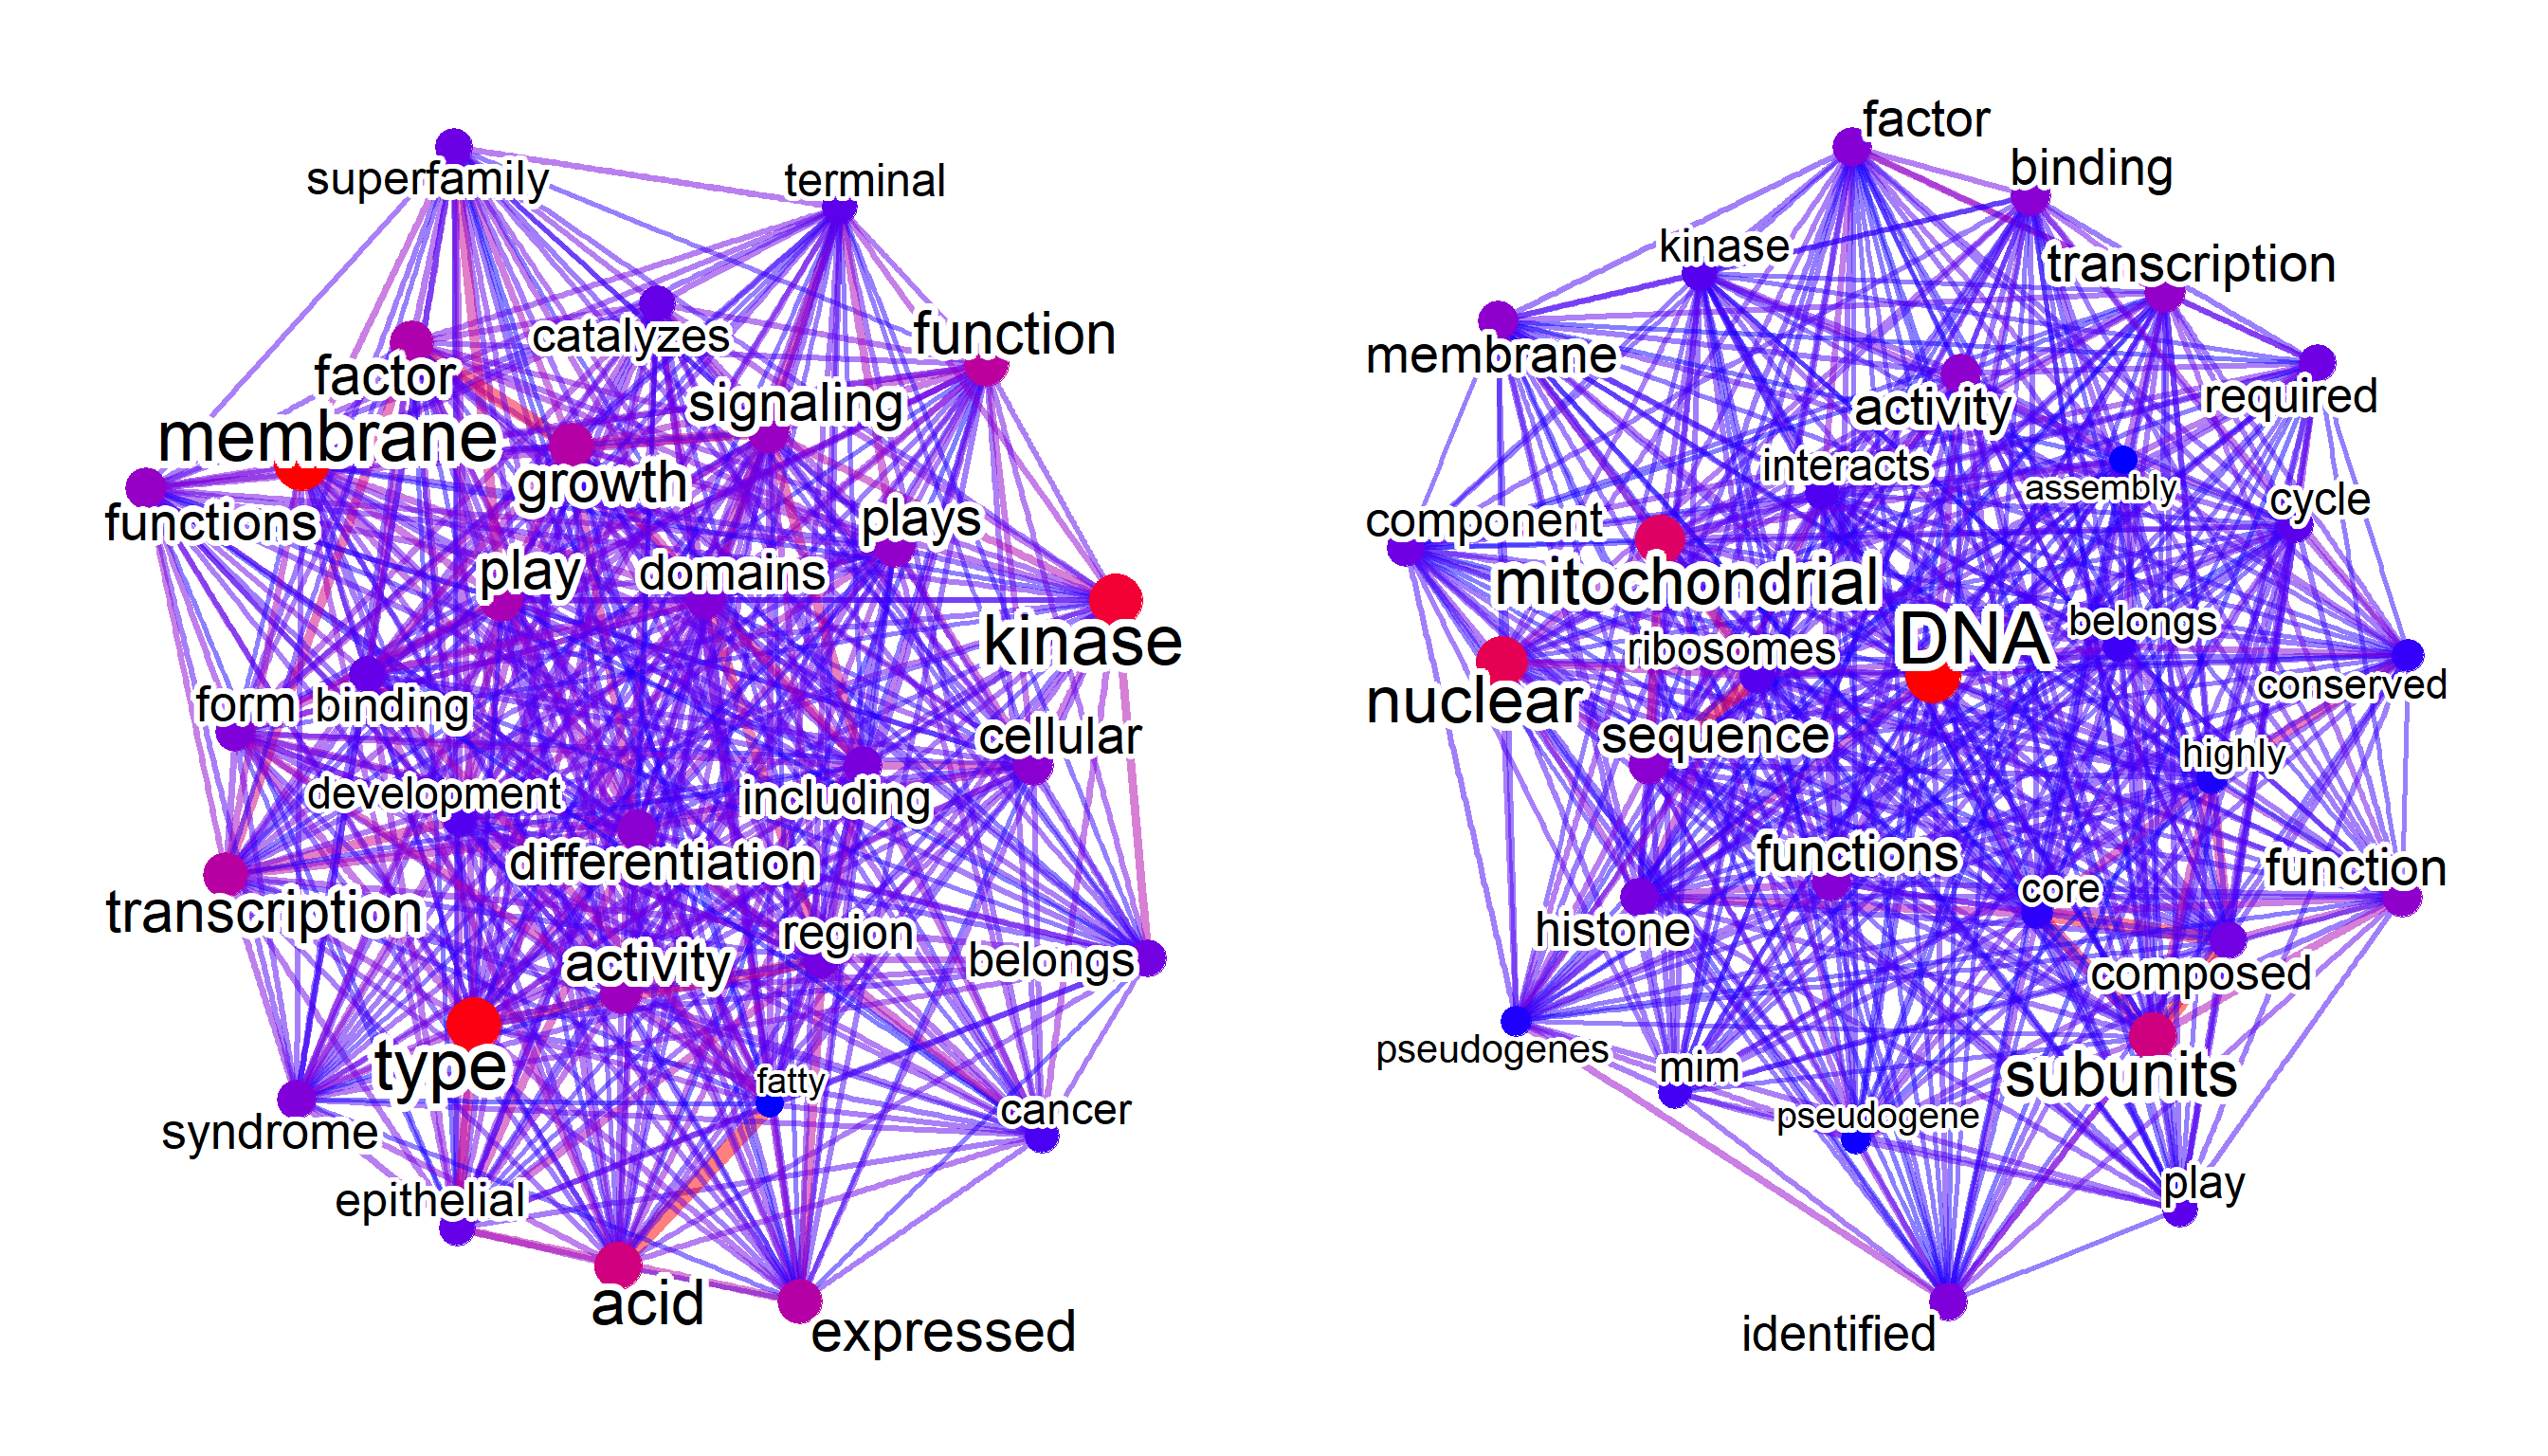 superfamily
terminal
catalyzes
function
factor
signaling
membrane
growth
functions
plays
play
domains
kinase
form
binding
cellular
development
including
differentiation
transcription
region
activity
belongs
type
fatty
cancer
syndrome
epithelial
acid
expressed
factor
binding
kinase
transcription
membrane
required
activity
interacts
assembly
cycle
component
mitochondrial
DNA
belongs
ribosomes
conserved
nuclear
sequence
highly
functions
function
core
histone
composed
pseudogenes
mim
subunits
pseudogene
play
identified